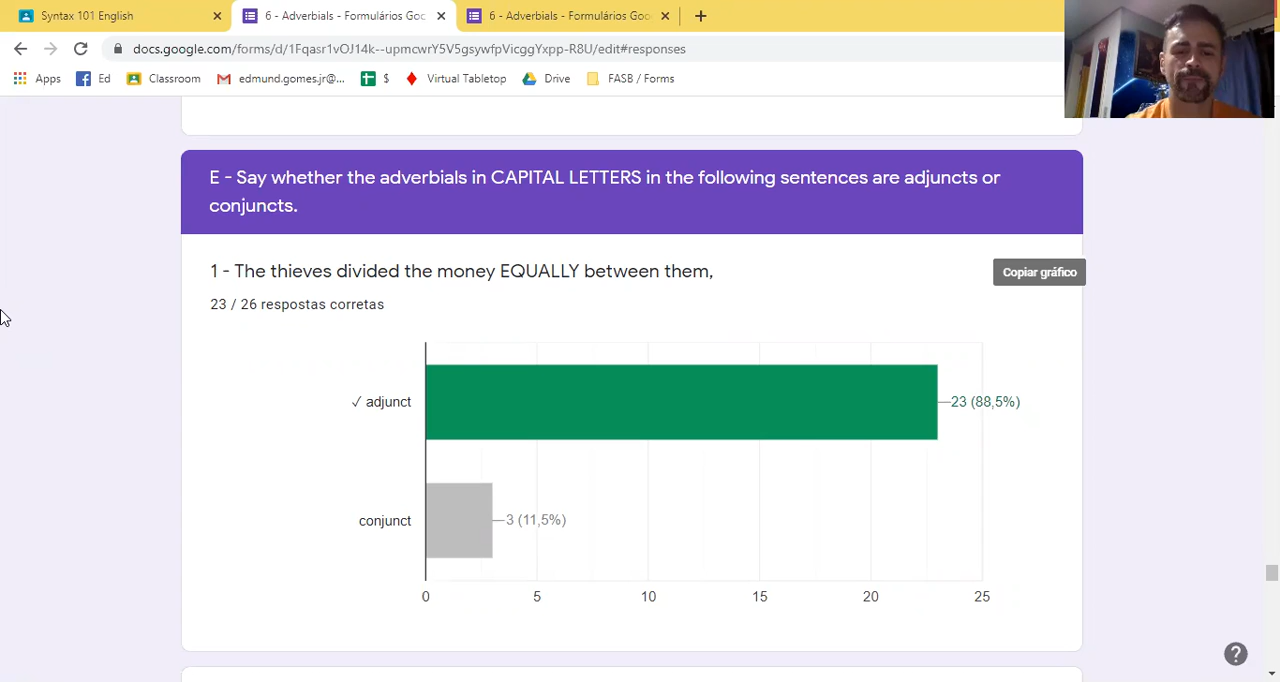 Syntax 101 English
6 - Adverbials - Formulários Goo
6 - Adverbials - Formulários Goo
docs.google.com/forms/d/1Fqasr1vOJ14k--upmcwrY5V5gsywfpVicggYxpp-R8U/edit#responses
Apps Ed Classroom edmund.gomes.jr@... $ Virtual Tabletop Drive FASB / Forms
E - Say whether the adverbials in CAPITAL LETTERS in the following sentences are adjuncts or
conjuncts.
1 - The thieves divided the money EQUALLY between them,
Copiar gráfico
23 / 26 respostas corretas
✓ adjunct
23 (88,5%)
conjunct
3 (11,5%)
0 5 10 15 20 25